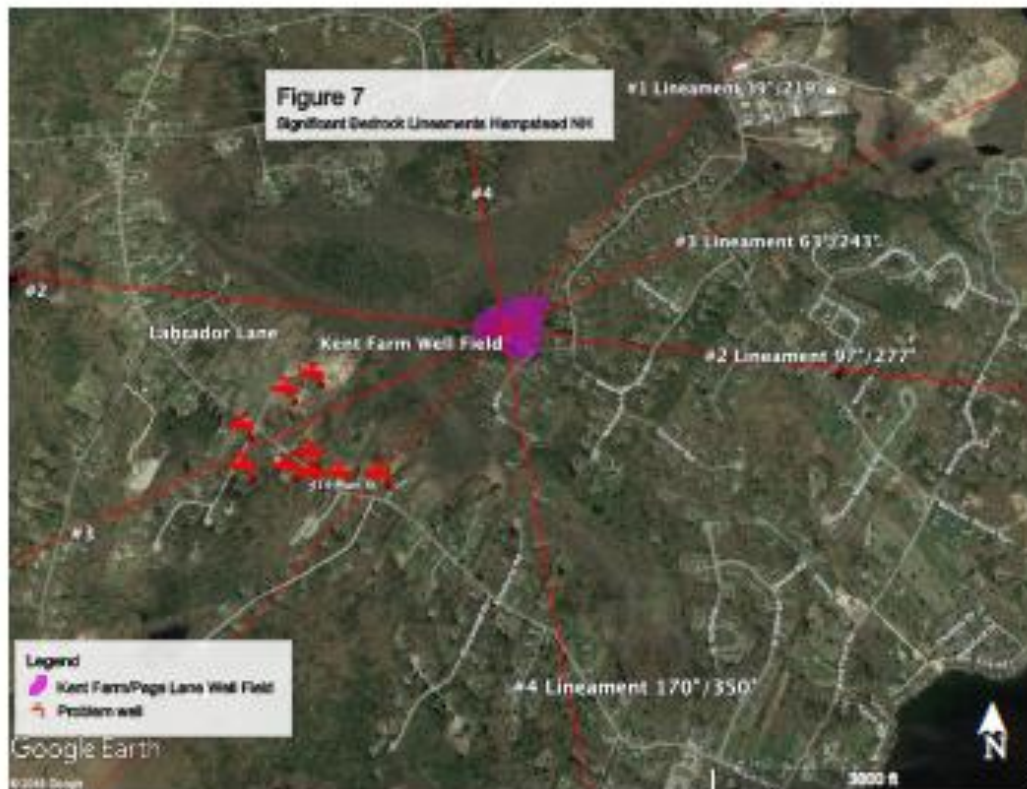 Figure 7
Significant Bedrock Lineaments Hampstead NH
#1 Lineament 39°/219°
#4
#3 Lineament 63°/243°
#2
Labrador Lane
Kent Farm Well Field
#2 Lineament 97°/277°
#3
#4 Lineament 170°/350°
Legend
Kent Farm/Page Lane Well Field
Problem well
Google Earth
© 2018 Google
N
3000 ft